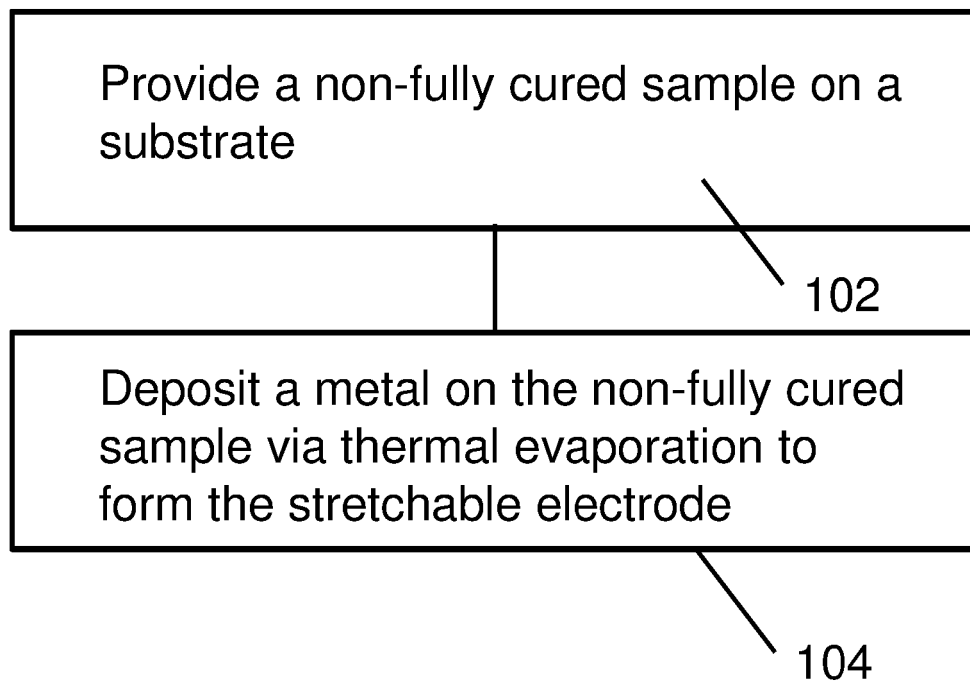 Provide a non-fully cured sample on a
substrate
102
Deposit a metal on the non-fully cured
sample via thermal evaporation to
form the stretchable electrode
104